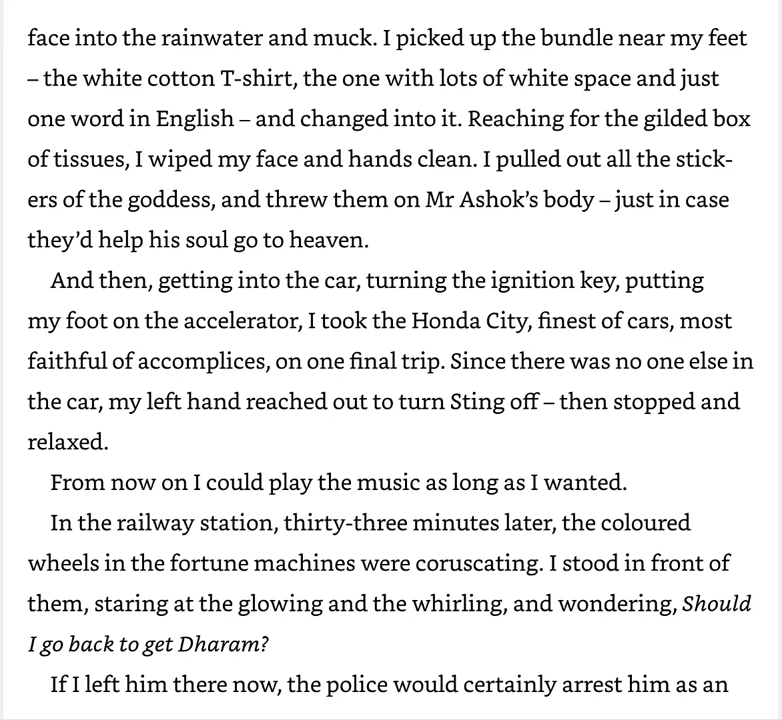 face into the rainwater and muck. I picked up the bundle near my feet
– the white cotton T-shirt, the one with lots of white space and just
one word in English – and changed into it. Reaching for the gilded box
of tissues, I wiped my face and hands clean. I pulled out all the stick-
ers of the goddess, and threw them on Mr Ashok’s body – just in case
they’d help his soul go to heaven.
And then, getting into the car, turning the ignition key, putting
my foot on the accelerator, I took the Honda City, finest of cars, most
faithful of accomplices, on one final trip. Since there was no one else in
the car, my left hand reached out to turn Sting off – then stopped and
relaxed.
From now on I could play the music as long as I wanted.
In the railway station, thirty-three minutes later, the coloured
wheels in the fortune machines were coruscating. I stood in front of
them, staring at the glowing and the whirling, and wondering, Should
I go back to get Dharam?
If I left him there now, the police would certainly arrest him as an